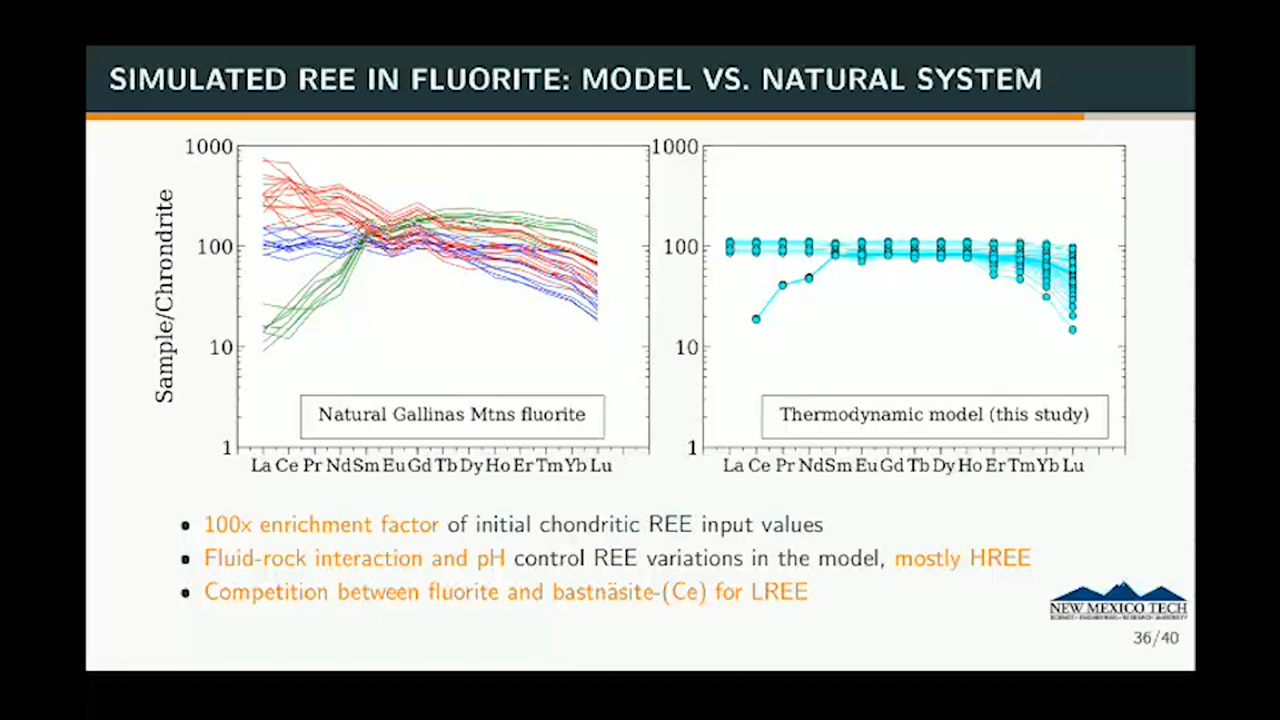 SIMULATED REE IN FLUORITE: MODEL VS. NATURAL SYSTEM
Sample/Chrondrite
1000
100
10
1
Natural Gallinas Mtns fluorite
La Ce Pr Nd Sm Eu Gd Tb Dy Ho Er Tm Yb Lu
1000
100
10
1
Thermodynamic model (this study)
La Ce Pr Nd Sm Eu Gd Tb Dy Ho Er Tm Yb Lu
• 100x enrichment factor of initial chondritic REE input values
• Fluid-rock interaction and pH control REE variations in the model, mostly HREE
• Competition between fluorite and bastnäsite-(Ce) for LREE
NEW MEXICO TECH
SCIENCE • ENGINEERING • RESEARCH UNIVERSITY
36/40